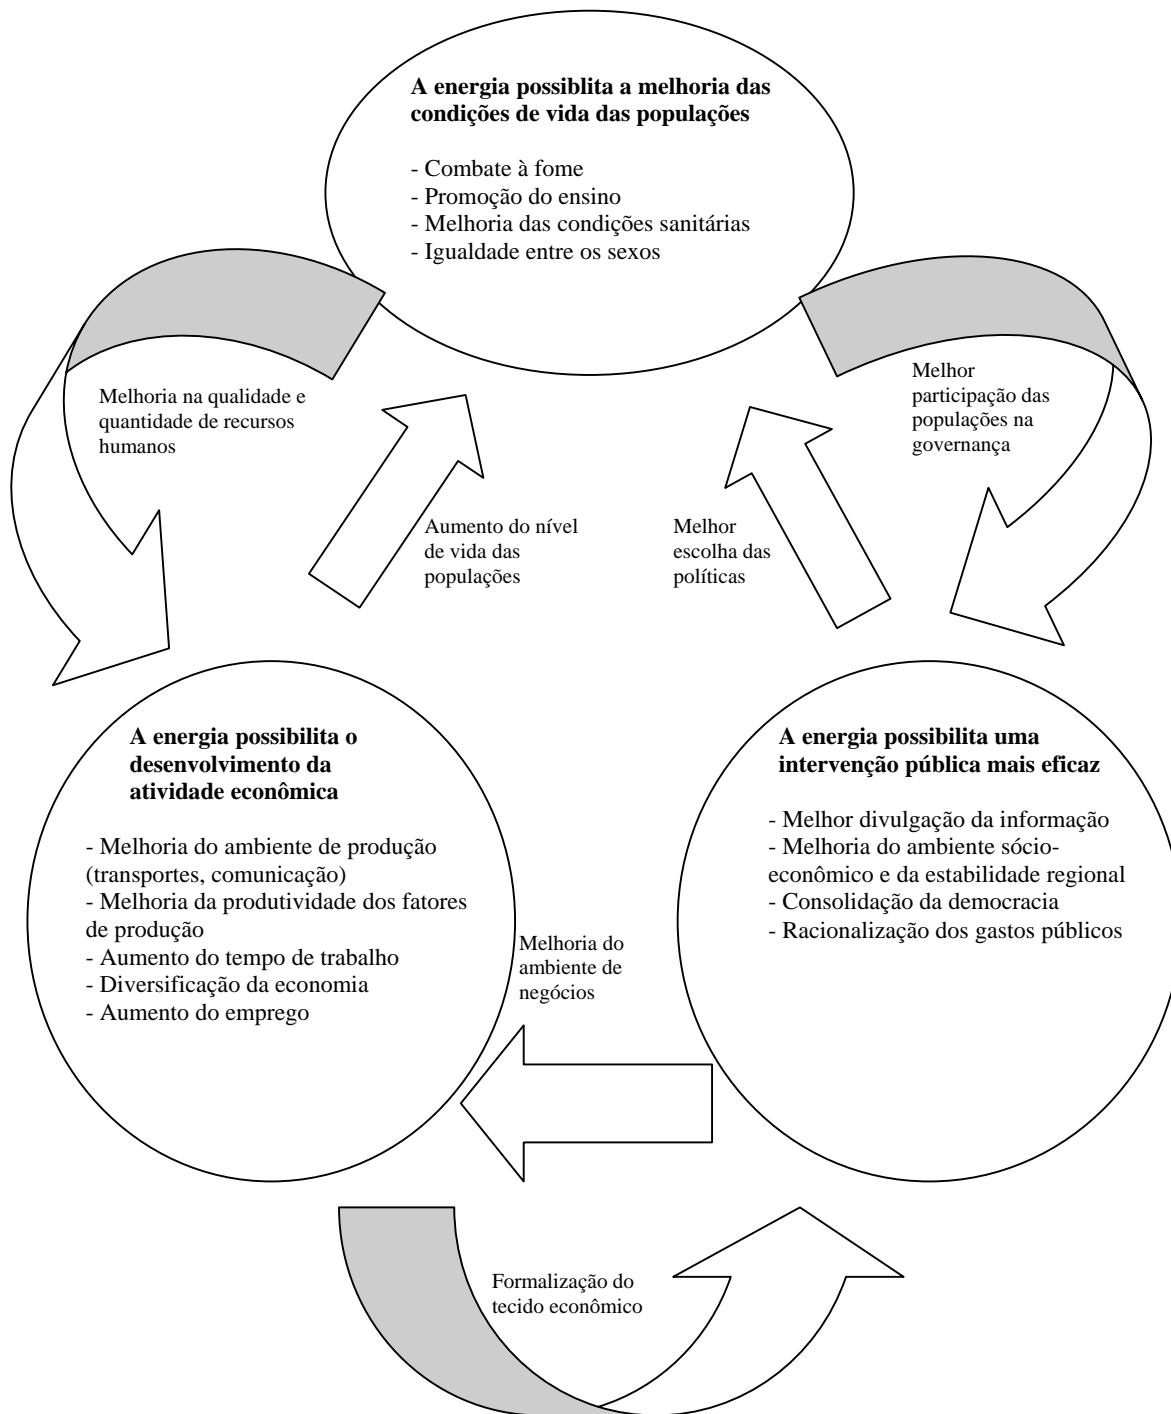 A energia possiblita a melhoria das
condições de vida das populações
- Combate à fome
- Promoção do ensino
- Melhoria das condições sanitárias
- Igualdade entre os sexos
Melhoria na qualidade e
quantidade de recursos
humanos
Melhor
participação das
populações na
governança
Aumento do nível
de vida das
populações
Melhor
escolha das
políticas
A energia possibilita o
desenvolvimento da
atividade econômica
- Melhoria do ambiente de produção
(transportes, comunicação)
- Melhoria da produtividade dos fatores
de produção
- Aumento do tempo de trabalho
- Diversificação da economia
- Aumento do emprego
A energia possibilita uma
intervenção pública mais eficaz
- Melhor divulgação da informação
- Melhoria do ambiente sócio-
econômico e da estabilidade regional
- Consolidação da democracia
- Racionalização dos gastos públicos
Melhoria do
ambiente de
negócios
Formalização do
tecido econômico